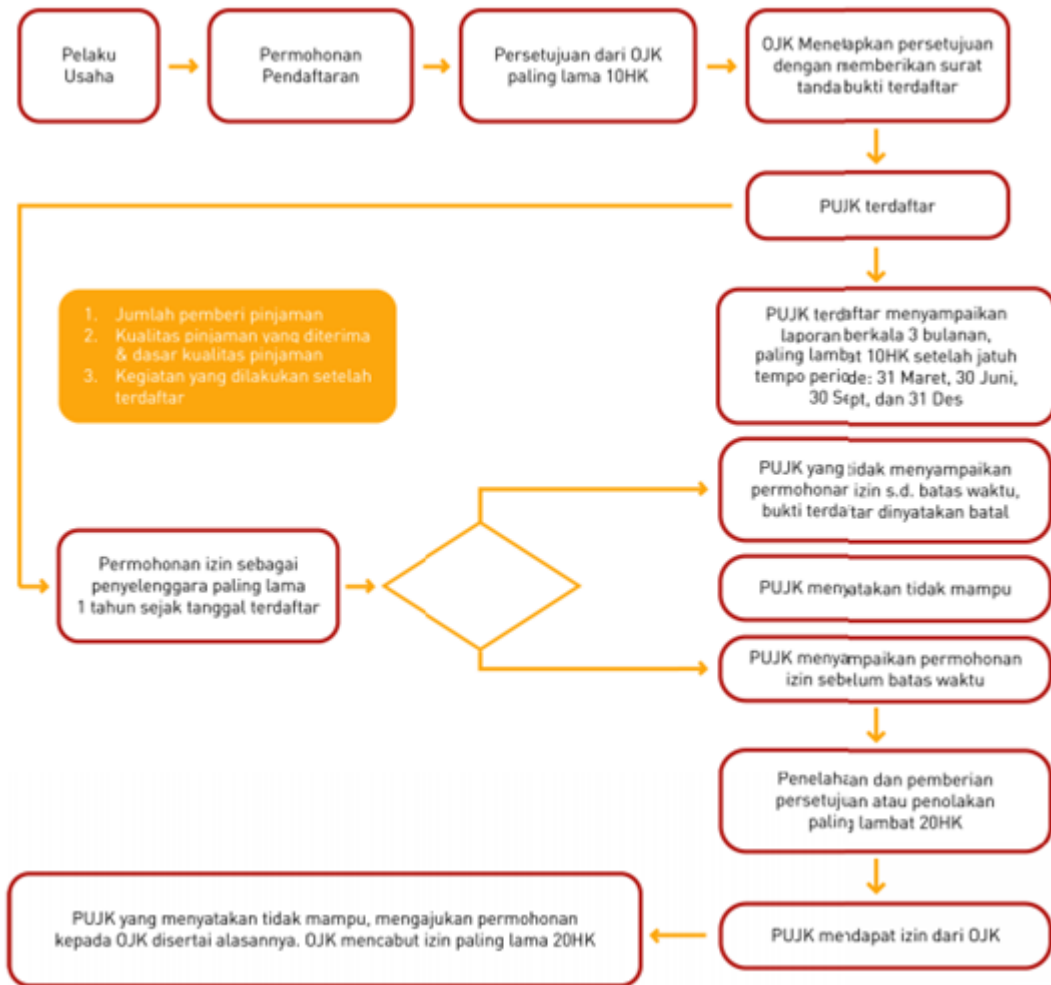 Pelaku
Usaha
Permohonan
Pendaftaran
Persetujuan dari OJK
paling lama 10HK
OJK Menetapkan persetujuan
dengan memberikan surat
tanda bukti terdaftar
PUJK terdaftar
1. Jumlah pemberi pinjaman
2. Kualitas pinjaman yang diterima
& dasar kualitas pinjaman
3. Kegiatan yang dilakukan setelah
terdaftar
PUJK terdaftar menyampaikan
laporan berkala 3 bulanan,
paling lambat 10HK setelah jatuh
tempo periode: 31 Maret, 30 Juni,
30 Sept, dan 31 Des
PUJK yang tidak menyampaikan
permohonan izin s.d. batas waktu,
bukti terdaftar dinyatakan batal
Permohonan izin sebagai
penyelenggara paling lama
1 tahun sejak tanggal terdaftar
PUJK menyatakan tidak mampu
PUJK menyampaikan permohonan
izin sebelum batas waktu
Penelahaan dan pemberian
persetujuan atau penolakan
paling lambat 20HK
PUJK mendapat izin dari OJK
PUJK yang menyatakan tidak mampu, mengajukan permohonan
kepada OJK disertai alasannya. OJK mencabut izin paling lama 20HK